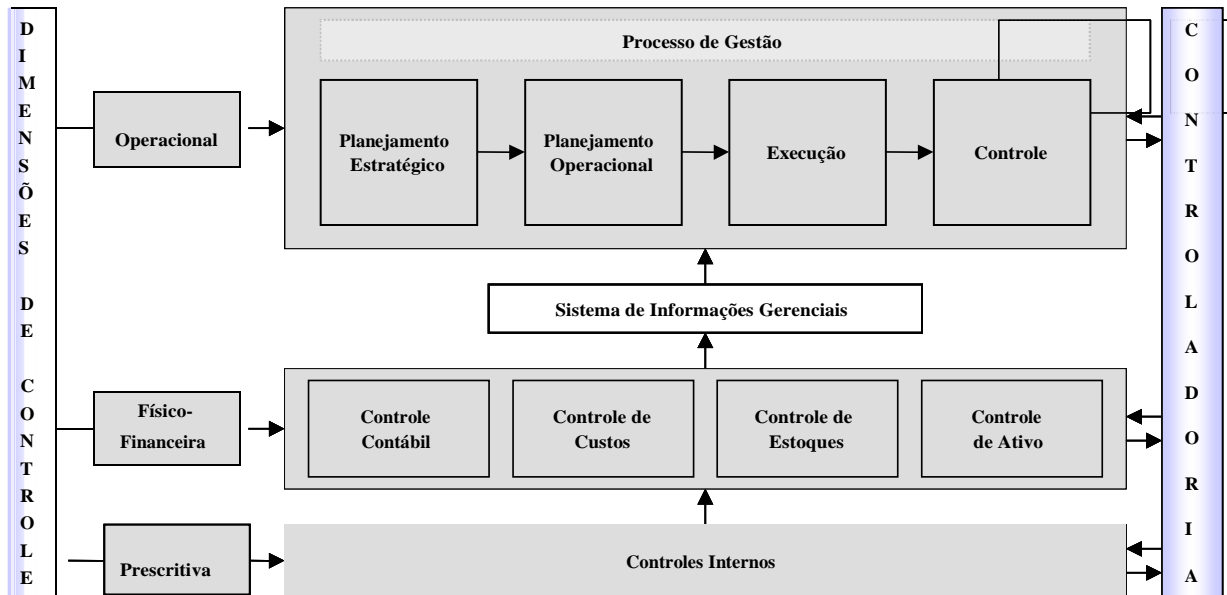 DIMENSÕES DE CONTROLE
Processo de Gestão
Operacional
Planejamento
Estratégico
Planejamento
Operacional
Execução
Controle
Sistema de Informações Gerenciais
Físico-
Financeira
Controle
Contábil
Controle de
Custos
Controle de
Estoques
Controle
de Ativo
Prescritiva
Controles Internos
CONTROLADORIA